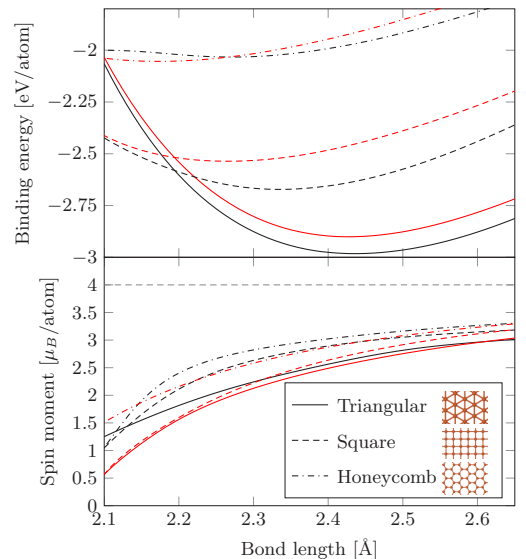 −2
−2.25
−2.5
−2.75
−3
Binding energy [eV/atom]
4
3
2.5
2
1.5
1
0.5
0
Spin moment [μB/atom]
Triangular
Square
Honeycomb
2.1 2.2 2.3 2.4 2.5 2.6
Bond length [Å]